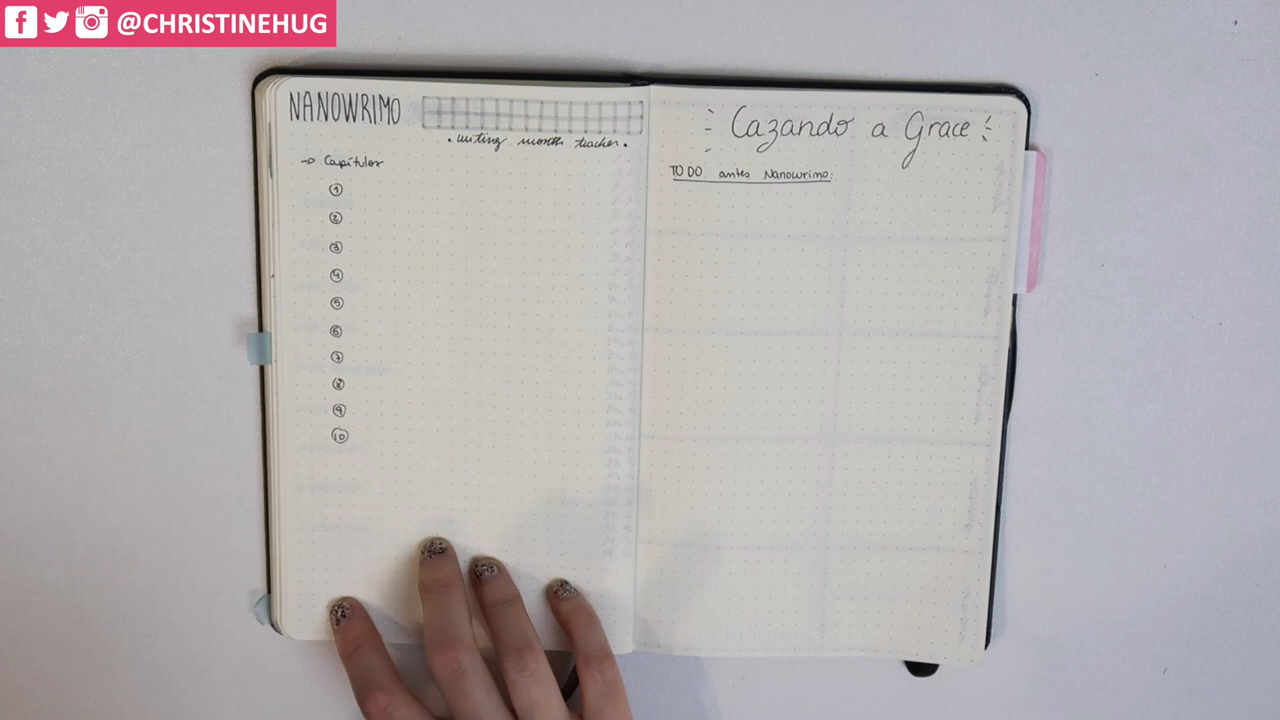 @CHRISTINEHUG
NANOWRIMO
. writing month tracker.
→ Capítulos
1
2
3
4
5
6
7
8
9
10
Cazando a Grace
TO DO antes Nanowrimo: